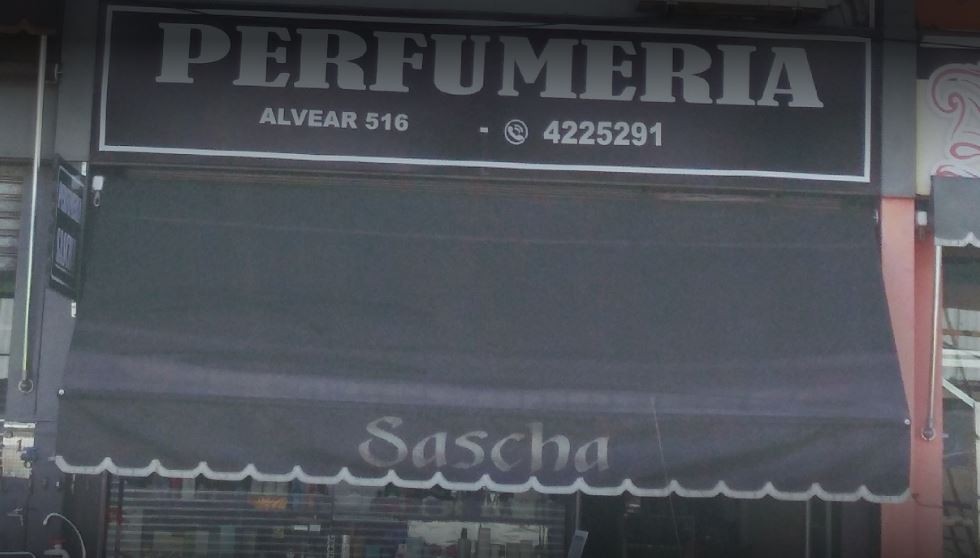 PERFUMERIA
ALVEAR 516 - 4225291
Sascha